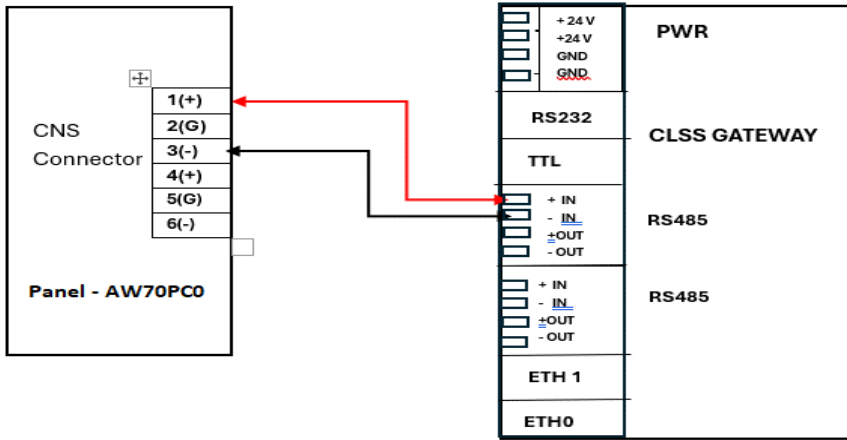 CNS
Connector
1(+)
2(G)
3(-)
4(+)
5(G)
6(-)
Panel - AW70PC0
+ 24 V
+24 V
GND
GND
PWR
RS232
TTL
CLSS GATEWAY
+ IN
- IN
+OUT
- OUT
RS485
+ IN
- IN
+OUT
- OUT
RS485
ETH 1
ETH0